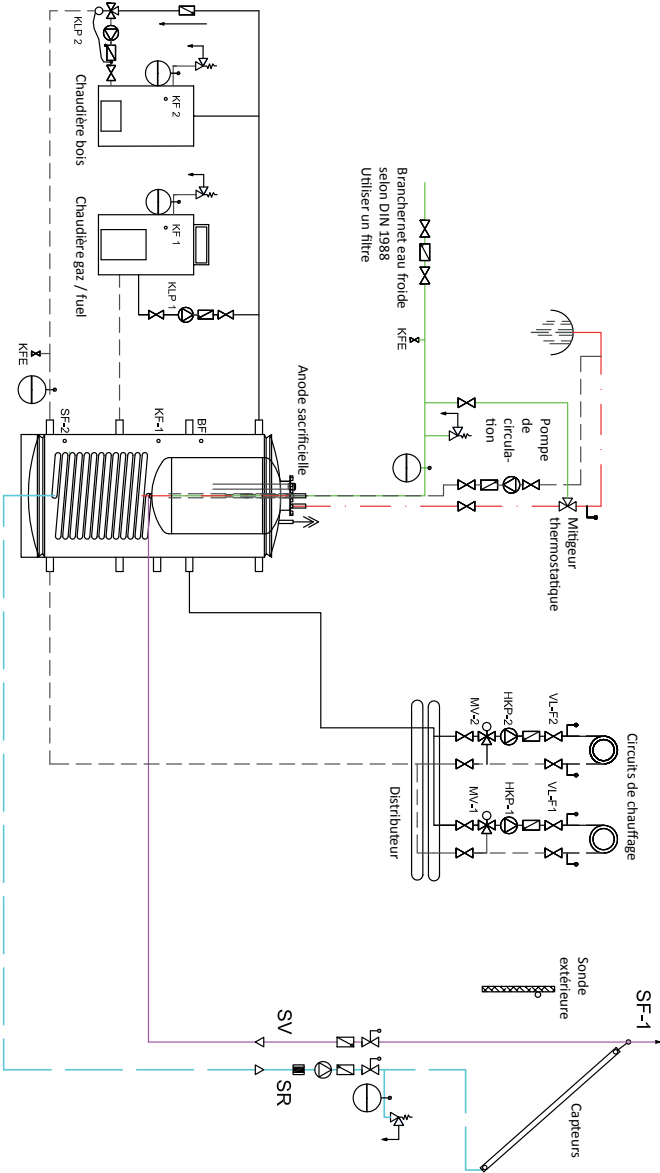 KLP 2
KF 2
Chaudière bois
KF 1
Chaudière gaz / fuel
KLP 1
KFE
SF-2
KF-1
BF
Anode sacrificielle
Branchernet eau froide
selon DIN 1988
Utiliser un filtre
KFE
Pompe
de
circula-
tion
Mitigeur
thermostatique
MV-2
HKP-2
VL-F2
MV-1
HKP-1
VL-F1
Circuits de chauffage
Distributeur
Sonde
extérieure
SF-1
Capteurs
SV
SR